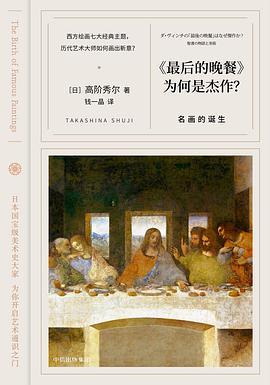 The Birth of Famous Paintings
日本国宝级美术史大家 为你开启艺术通识之门
西方绘画七大经典主题,
历代艺术大师如何画出新意?
[日] 高阶秀尔 著
钱一晶 译
TAKASHINA SHUJI
ダ・ヴィンチの「最後の晩餐」はなぜ傑作か?
聖書の物語と美術
《最后的晚餐》
为何是杰作?
名画的诞生
中信出版集团